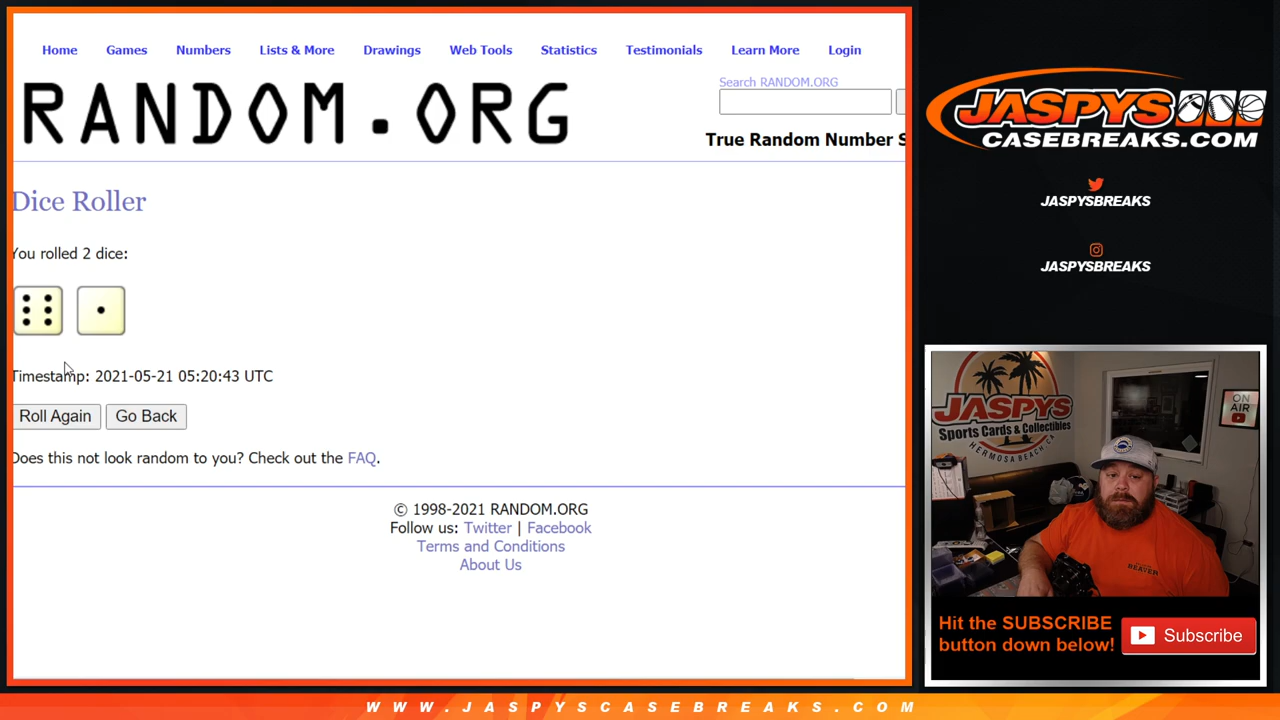 Home Games Numbers Lists & More Drawings Web Tools Statistics Testimonials Learn More Login
RANDOM.ORG
Search RANDOM.ORG
True Random Number S
Dice Roller
You rolled 2 dice:
Timestamp: 2021-05-21 05:20:43 UTC
Roll Again Go Back
Does this not look random to you? Check out the FAQ.
© 1998-2021 RANDOM.ORG
Follow us: Twitter | Facebook
Terms and Conditions
About Us
JASPYS
CASEBREAKS.COM
JASPYSBREAKS
JASPYSBREAKS
JASPYS
Sports Cards & Collectibles
HERMOSA BEACH, CA
ON
AIR
BEAVER
Hit the SUBSCRIBE
button down below!
Subscribe
WWW.JASPYSCASEBREAKS.COM